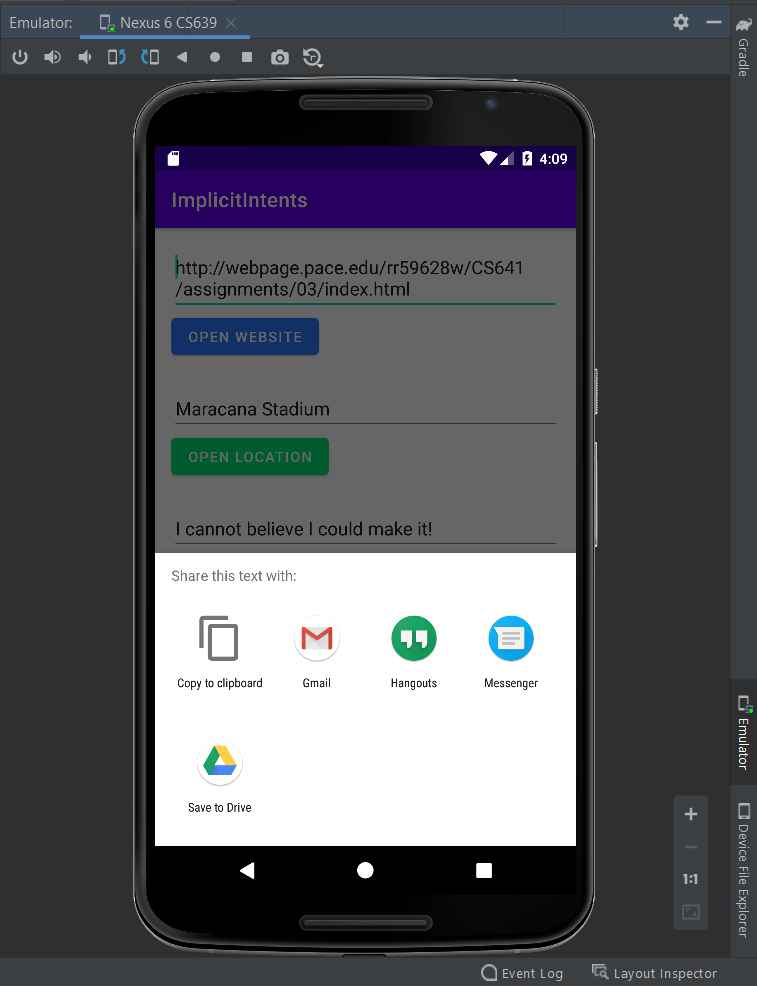 Emulator: Nexus 6 CS639
Gradle
4:09
ImplicitIntents
http://webpage.pace.edu/rr59628w/CS641
/assignments/03/index.html
OPEN WEBSITE
Maracana Stadium
OPEN LOCATION
I cannot believe I could make it!
Share this text with:
Copy to clipboard Gmail Hangouts Messenger
Save to Drive
Emulator
1:1
Device File Explorer
Event Log Layout Inspector